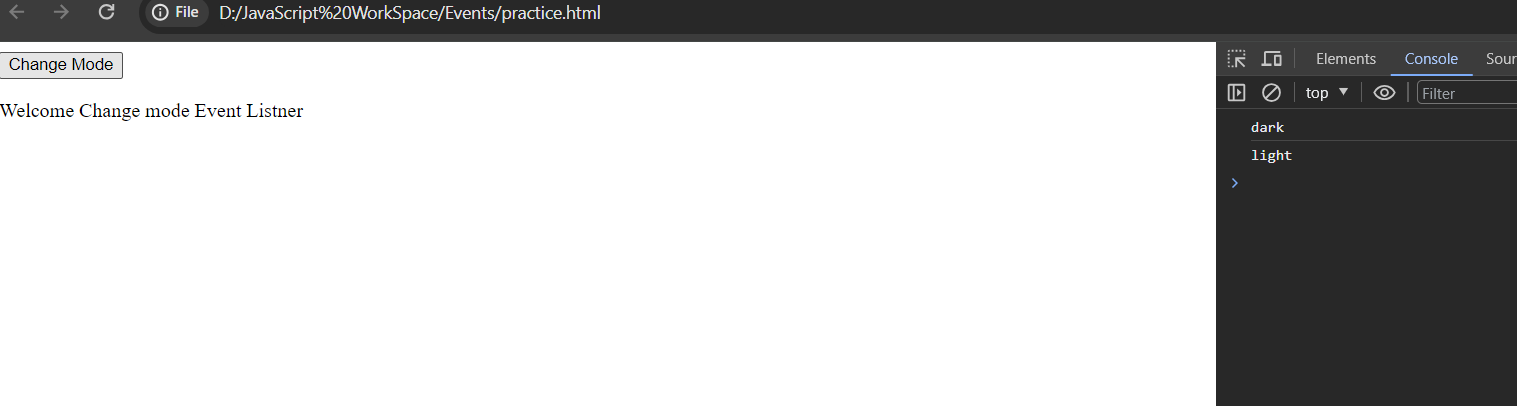 File D:/JavaScript%20WorkSpace/Events/practice.html
Change Mode
Welcome Change mode Event Listner
Elements Console Sour
top Filter
dark
light